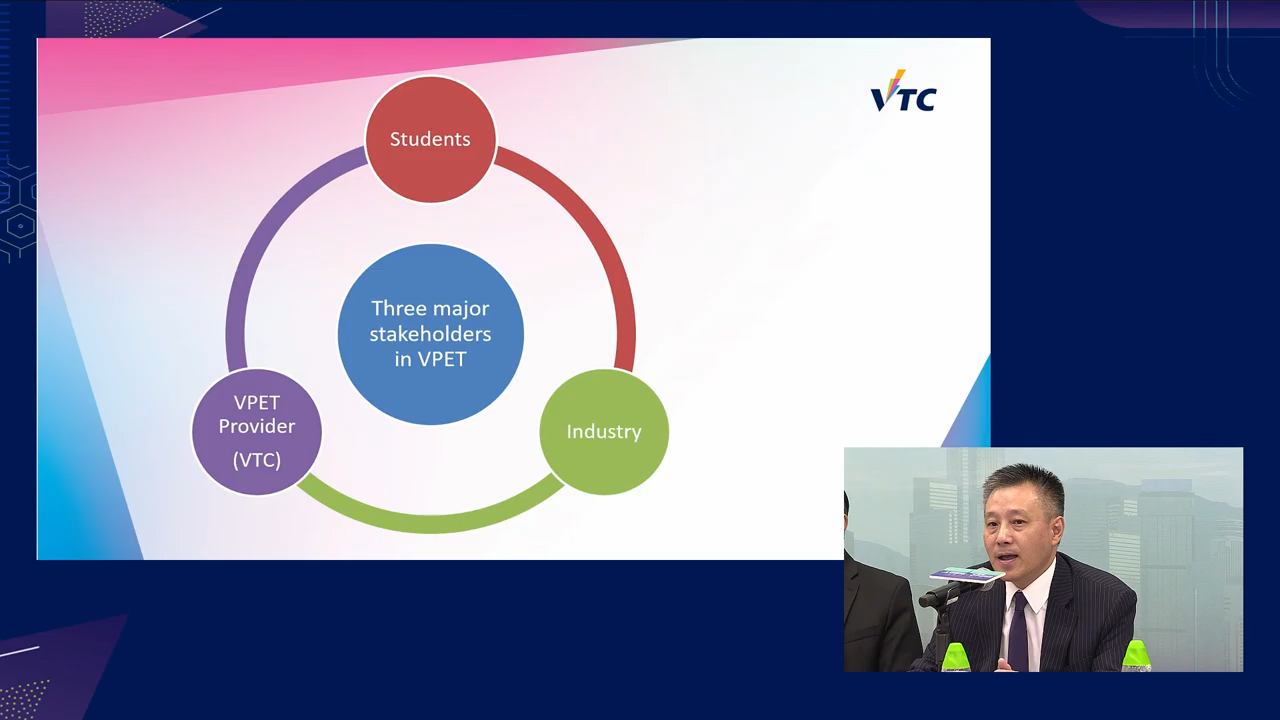 VTC
Students
Three major
stakeholders
in VPET
VPET
Provider
(VTC)
Industry